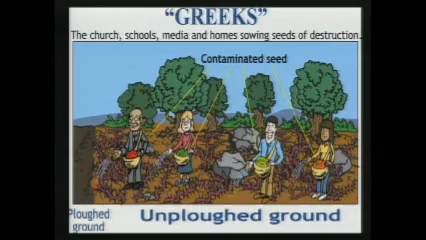 “GREEKS”
The church, schools, media and homes sowing seeds of destruction.
Contaminated seed
Ploughed
ground
Unploughed ground